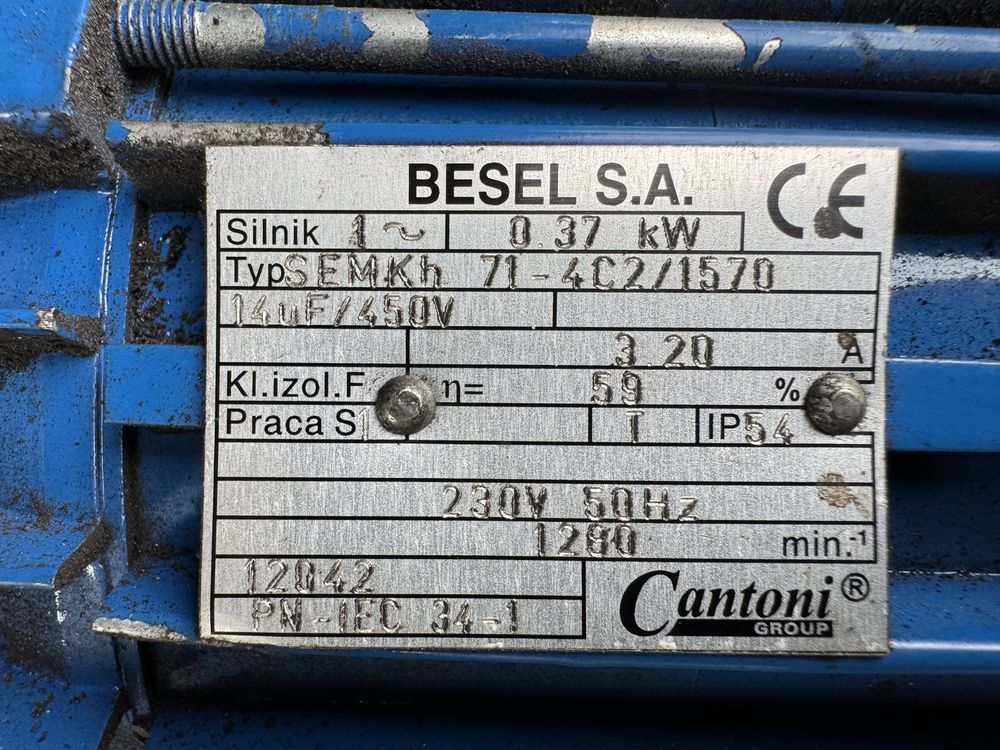 BESEL S.A. CE
Silnik 1~ 0.37 kW
Typ SEMKh 71-4C2/1570
14uF/450V
3.20 A
Kl.izol.F η= 59 %
Praca S1 T IP54
230V 50Hz
1280 min.-1
12042
PN-IEC 34-1
Cantoni®
GROUP